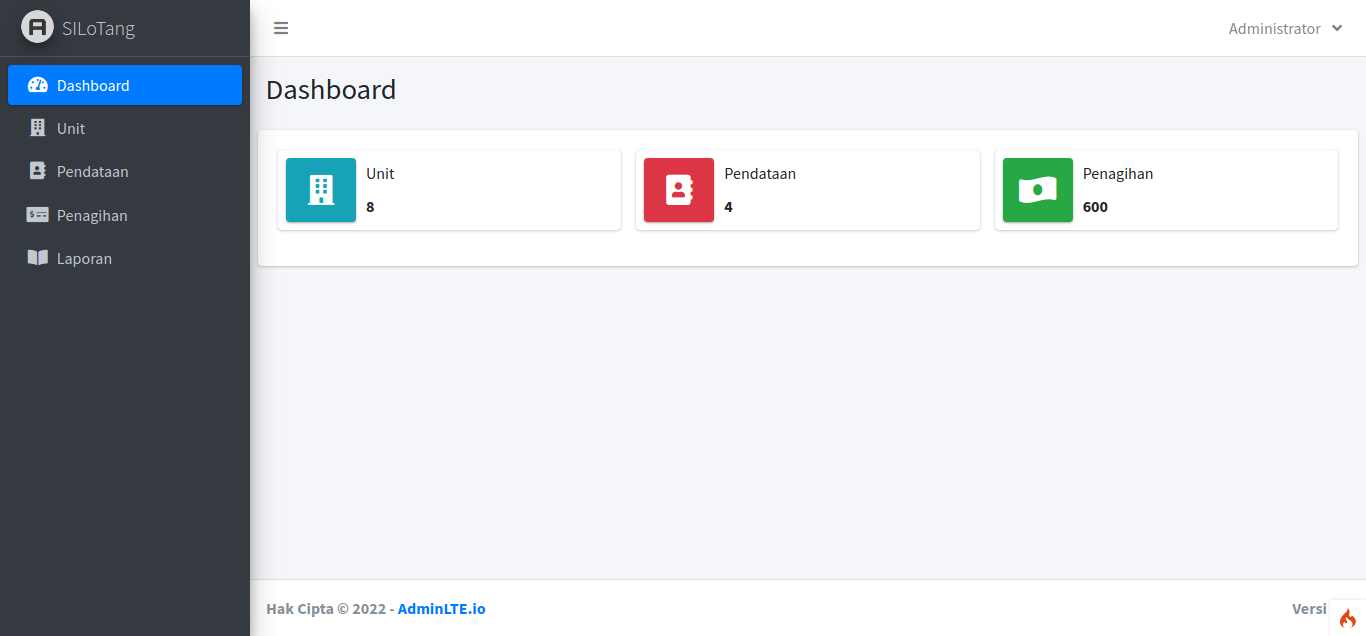 SILoTang
Administrator
Dashboard
Unit
Pendataan
Penagihan
Laporan
Dashboard
Unit
8
Pendataan
4
Penagihan
600
Hak Cipta © 2022 - AdminLTE.io
Versi